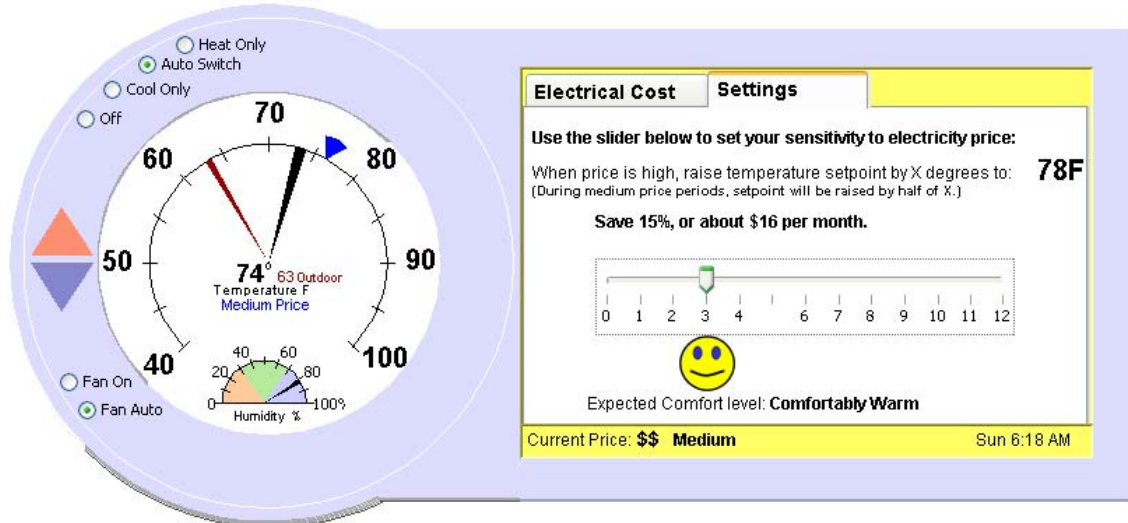 Heat Only
Auto Switch
Cool Only
Off
70
60
80
50
90
40
100
74°
63 Outdoor
Temperature F
Medium Price
40 60
20 80
0 100%
Humidity %
Fan On
Fan Auto
Electrical Cost
Settings
Use the slider below to set your sensitivity to electricity price:
When price is high, raise temperature setpoint by X degrees to: 78F
(During medium price periods, setpoint will be raised by half of X.)
Save 15%, or about $16 per month.
0 1 2 3 4 6 7 8 9 10 11 12
Expected Comfort level: Comfortably Warm
Current Price: $$ Medium
Sun 6:18 AM